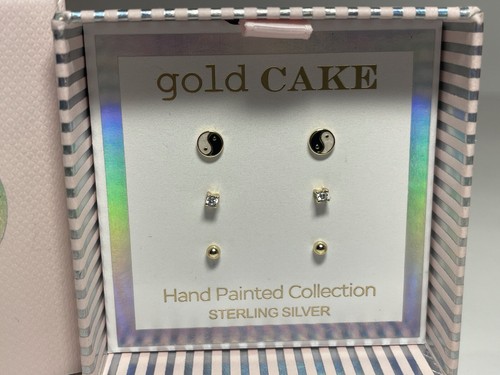 gold CAKE
Hand Painted Collection
STERLING SILVER